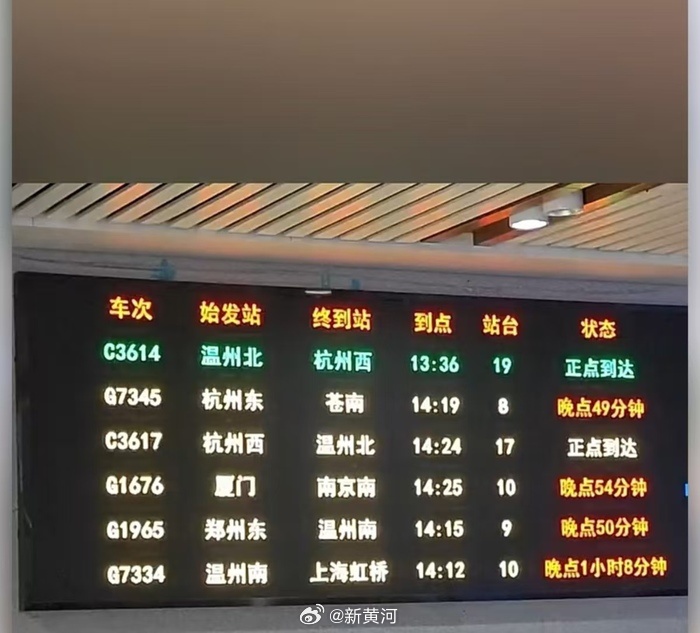 车次 始发站 终到站 到点 站台 状态
C3614 温州北 杭州西 13:36 19 正点到达
G7345 杭州东 苍南 14:19 8 晚点49分钟
C3617 杭州西 温州北 14:24 17 正点到达
G1676 厦门 南京南 14:25 10 晚点54分钟
G1965 郑州东 温州南 14:15 9 晚点50分钟
G7334 温州南 上海虹桥 14:12 10 晚点1小时8分钟
@新黄河